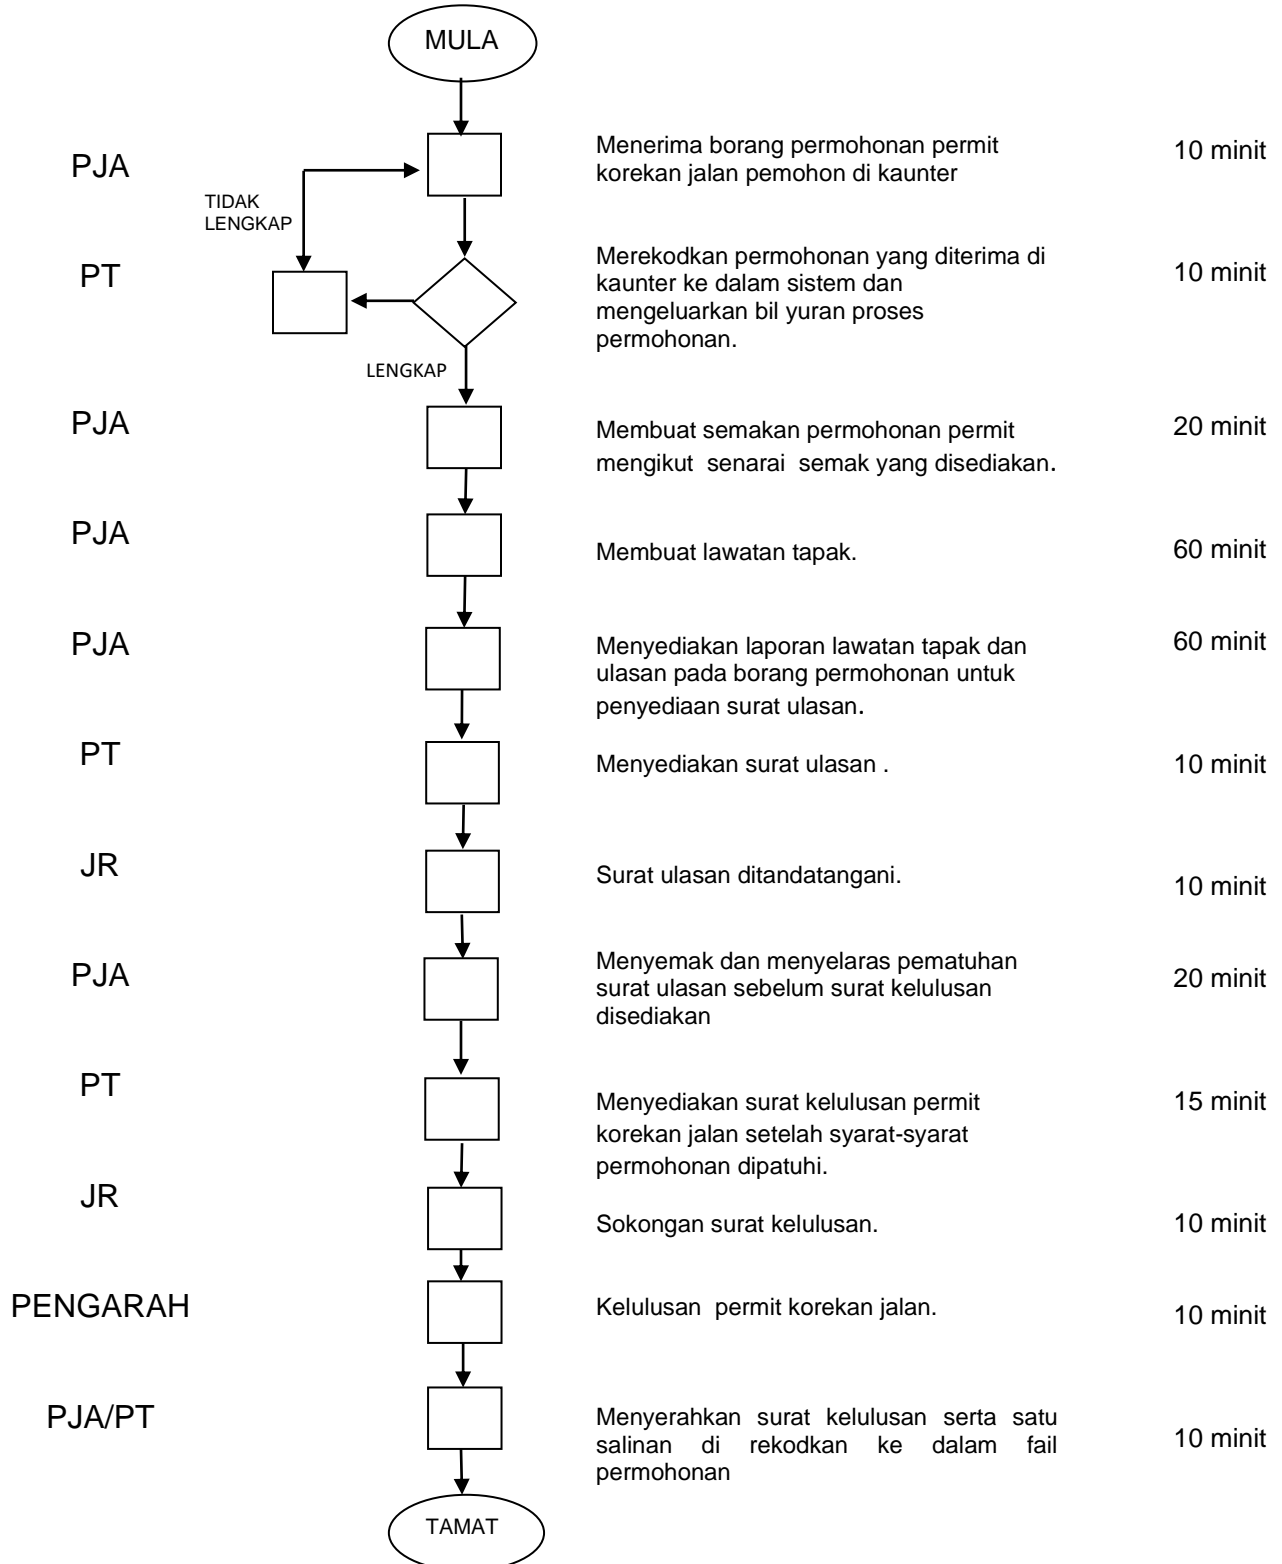 MULA
PJA
Menerima borang permohonan permit
korekan jalan pemohon di kaunter
10 minit
TIDAK
LENGKAP
PT
Merekodkan permohonan yang diterima di
kaunter ke dalam sistem dan
mengeluarkan bil yuran proses
permohonan.
10 minit
LENGKAP
PJA
Membuat semakan permohonan permit
mengikut senarai semak yang disediakan.
20 minit
PJA
Membuat lawatan tapak.
60 minit
PJA
Menyediakan laporan lawatan tapak dan
ulasan pada borang permohonan untuk
penyediaan surat ulasan.
60 minit
PT
Menyediakan surat ulasan .
10 minit
JR
Surat ulasan ditandatangani.
10 minit
PJA
Menyemak dan menyelaras pematuhan
surat ulasan sebelum surat kelulusan
disediakan
20 minit
PT
Menyediakan surat kelulusan permit
korekan jalan setelah syarat-syarat
permohonan dipatuhi.
15 minit
JR
Sokongan surat kelulusan.
10 minit
PENGARAH
Kelulusan permit korekan jalan.
10 minit
PJA/PT
Menyerahkan surat kelulusan serta satu
salinan di rekodkan ke dalam fail
permohonan
10 minit
TAMAT